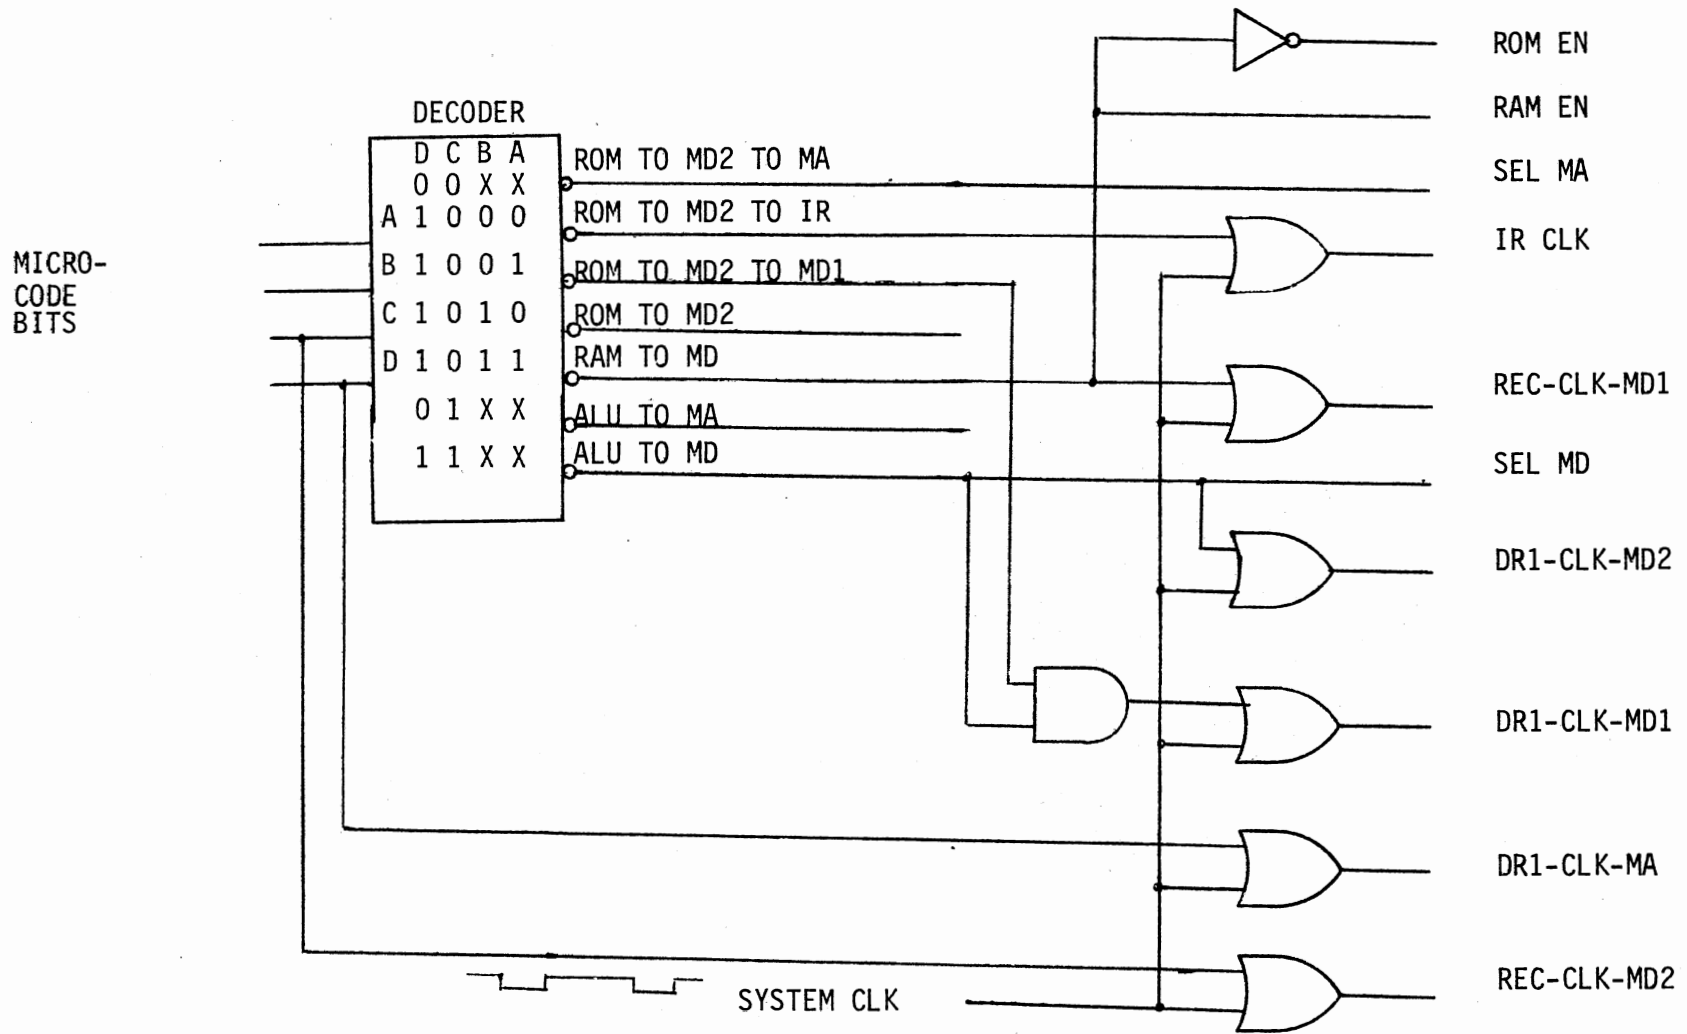 ROM EN
RAM EN
DECODER
D C B A
0 0 X X
A 1 0 0 0
B 1 0 0 1
C 1 0 1 0
D 1 0 1 1
0 1 X X
1 1 X X
MICRO-
CODE
BITS
ROM TO MD2 TO MA
ROM TO MD2 TO IR
ROM TO MD2 TO MD1
ROM TO MD2
RAM TO MD
ALU TO MA
ALU TO MD
SEL MA
IR CLK
REC-CLK-MD1
SEL MD
DR1-CLK-MD2
DR1-CLK-MD1
DR1-CLK-MA
REC-CLK-MD2
SYSTEM CLK